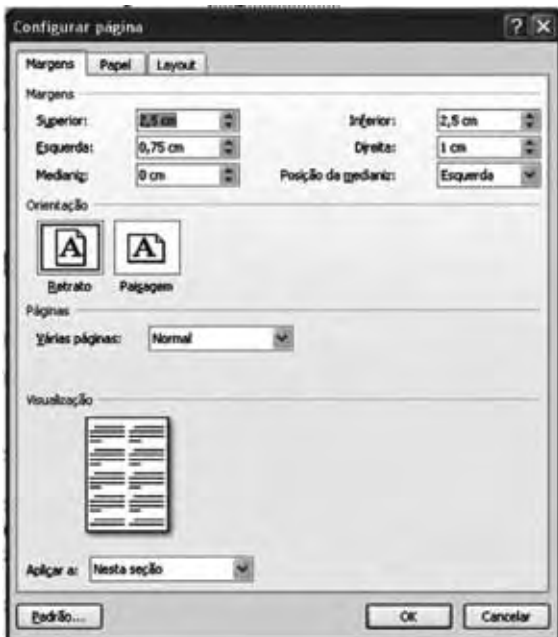 Configurar página ? X
Margens Papel Layout
Margens
Superior: 2,5 cm Inferior: 2,5 cm
Esquerda: 0,75 cm Direita: 1 cm
Medianiz: 0 cm Posição da medianiz: Esquerda
Orientação
A A
Retrato Paisagem
Páginas
Várias páginas: Normal
Visualização
Aplicar a: Nesta seção
Padrão... OK Cancelar